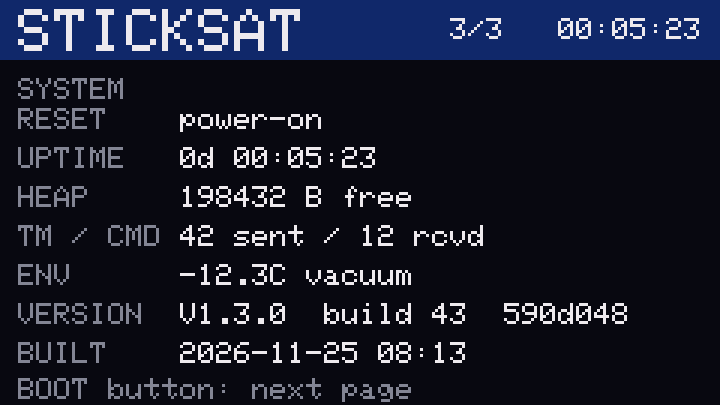 STICKSAT 3/3 00:05:23
SYSTEM
RESET power-on
UPTIME 0d 00:05:23
HEAP 198432 B free
TM / CMD 42 sent / 12 rcvd
ENV -12.3C vacuum
VERSION V1.3.0 build 43 590d048
BUILT 2026-11-25 08:13
BOOT button: next page